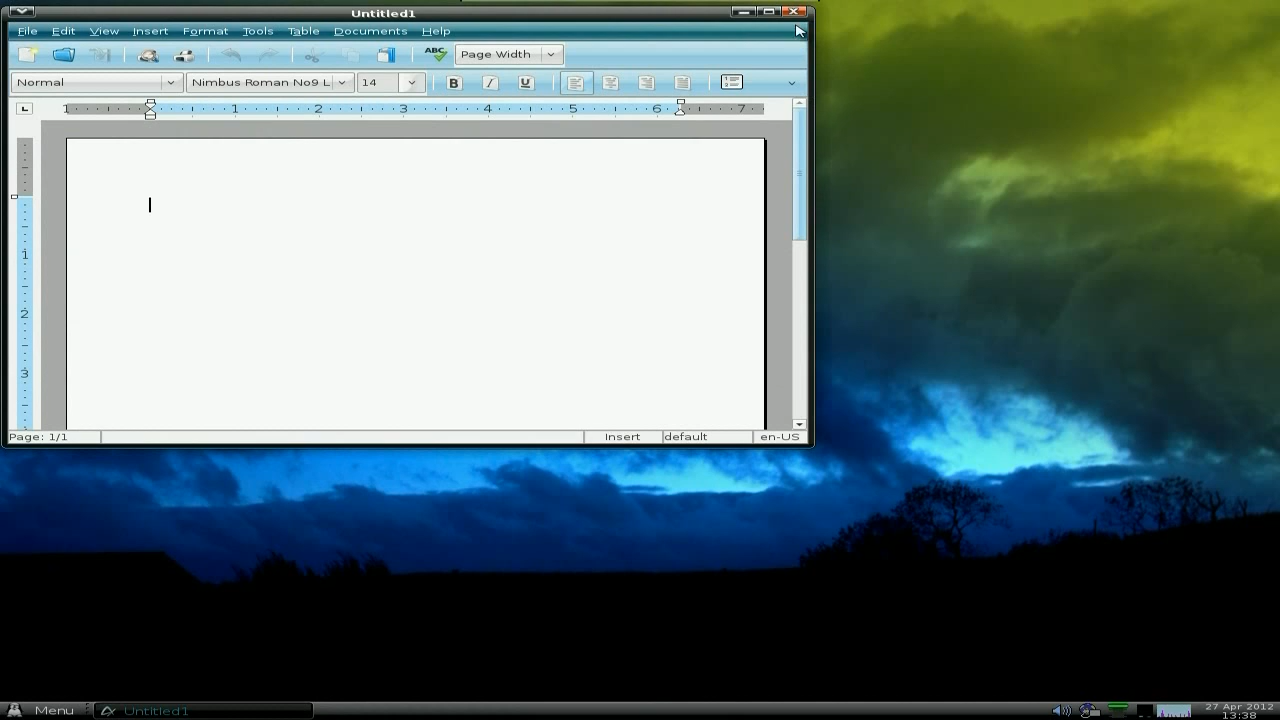 Untitled1
File Edit View Insert Format Tools Table Documents Help
ABC Page Width
Normal Nimbus Roman No9 L 14 B I U
1 1 2 3 4 5 6 7
1
2
3
Page: 1/1 Insert default en-US
Menu Untitled1 27 Apr 2012
13:38